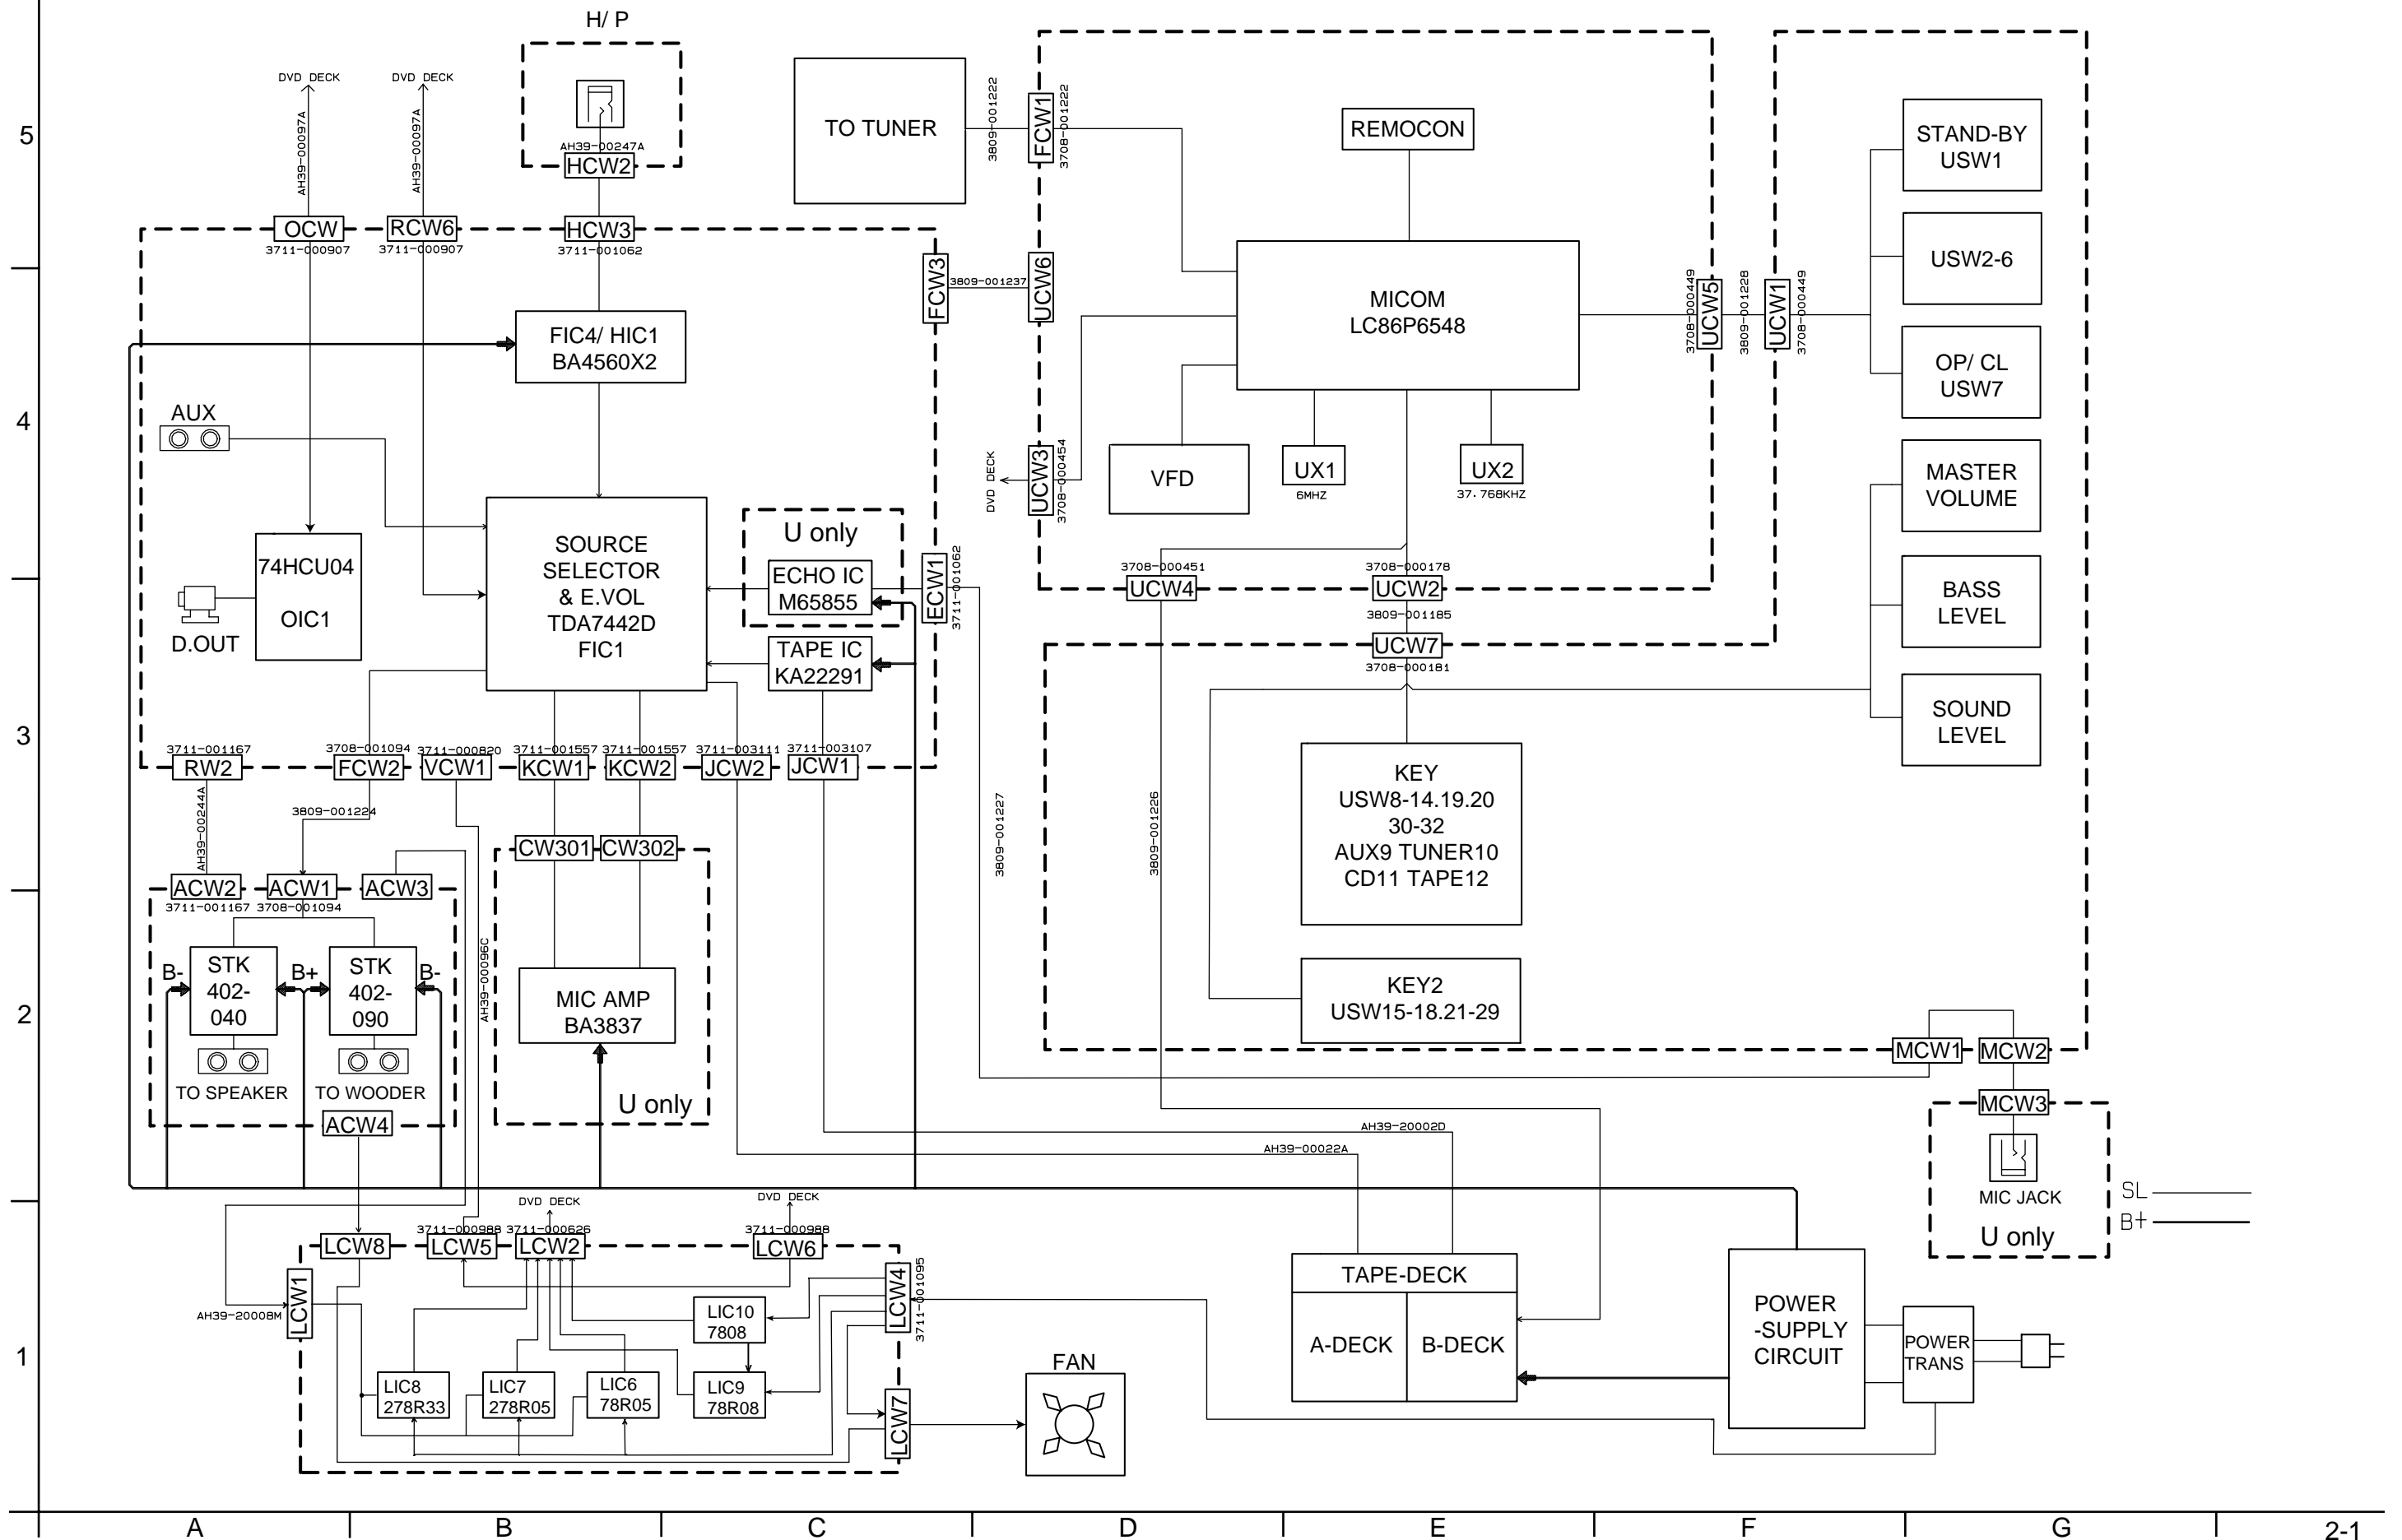 H/ P
DVD DECK
DVD DECK
AH39-00097A
AH39-00097A
AH39-00247A
HCW2
TO TUNER
3809-001222
FCW1
3708-001222
REMOCON
STAND-BY
USW1
5
OCW
RCW6
HCW3
3711-000907
3711-000907
3711-001062
USW2-6
FCW3
3809-001237
UCW6
MICOM
LC86P6548
3708-000449
UCW5
3809-001228
UCW1
3708-000449
FIC4/ HIC1
BA4560X2
OP/ CL
USW7
4
AUX
DVD DECK
UCW3
3708-000454
VFD
UX1
6MHZ
UX2
37.768KHZ
MASTER
VOLUME
SOURCE
SELECTOR
& E.VOL
TDA7442D
FIC1
U only
ECHO IC
M65855
ECW1
3711-001062
74HCU04
OIC1
D.OUT
TAPE IC
KA22291
3708-000451
UCW4
3708-000178
UCW2
3809-001185
UCW7
3708-000181
BASS
LEVEL
SOUND
LEVEL
3
3711-001167
3708-001094
3711-000820
3711-001557
3711-001557
3711-003111
3711-003107
RW2
FCW2
VCW1
KCW1
KCW2
JCW2
JCW1
AH39-00244A
3809-001224
3809-001227
3809-001226
KEY
USW8-14.19.20
30-32
AUX9 TUNER10
CD11 TAPE12
CW301
CW302
ACW2
ACW1
ACW3
3711-001167
3708-001094
AH39-00096C
B-
STK
402-
040
B+
STK
402-
090
B-
MIC AMP
BA3837
KEY2
USW15-18.21-29
2
MCW1
MCW2
TO SPEAKER
TO WOODER
U only
ACW4
MCW3
AH39-20002D
AH39-00022A
MIC JACK
U only
SL
B+
DVD DECK
DVD DECK
3711-000988
3711-000626
3711-000988
LCW8
LCW5
LCW2
LCW6
LCW1
AH39-20008M
LCW4
3711-001095
LIC10
7808
TAPE-DECK
A-DECK
B-DECK
POWER
-SUPPLY
CIRCUIT
POWER
TRANS
1
LIC8
278R33
LIC7
278R05
LIC6
78R05
LIC9
78R08
LCW7
FAN
A
B
C
D
E
F
G
2-1